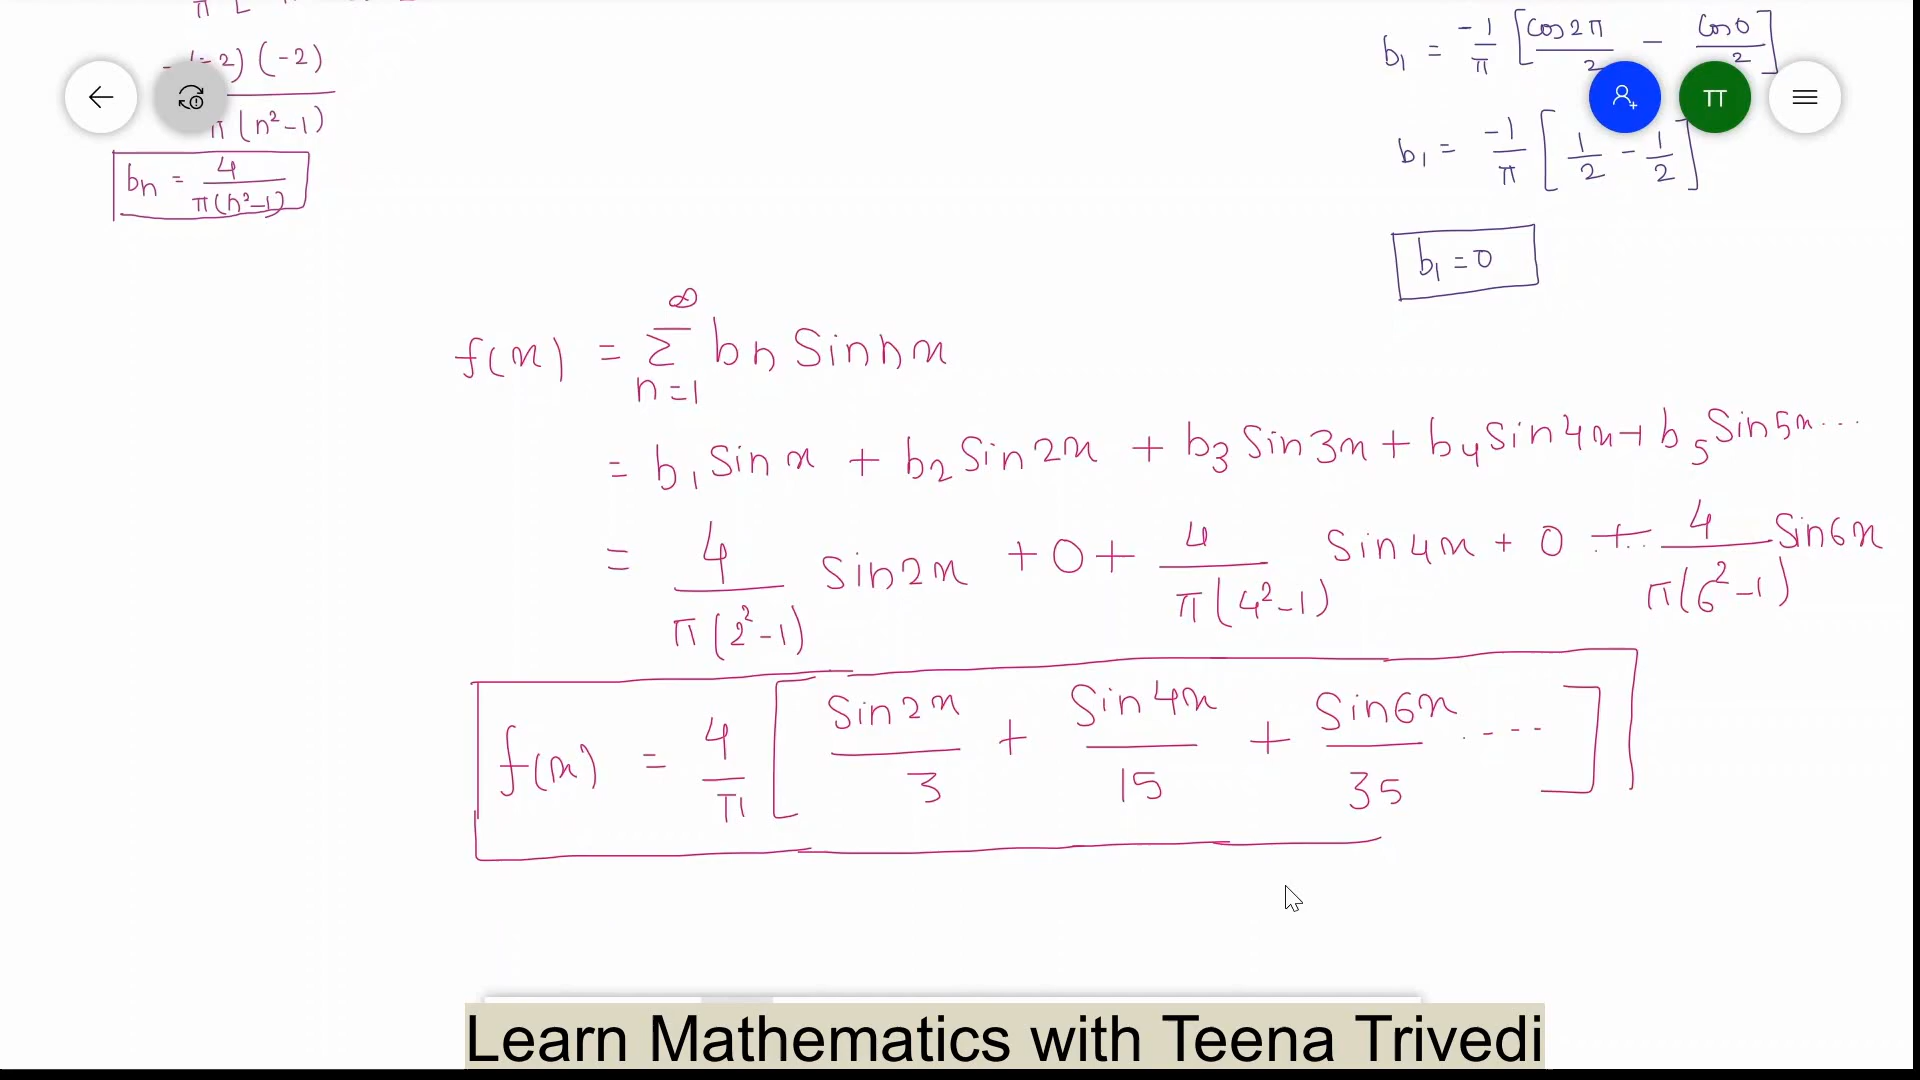 -(-2)(-2) / π(n²-1)
bn = 4 / π(n²-1)
b₁ = -1/π [cos2π/2 - cos0/2]
b₁ = -1/π [1/2 - 1/2]
b₁ = 0
f(x) = Σ_{n=1}^{∞} bn Sin nx
= b₁ Sin x + b₂ Sin 2x + b₃ Sin 3x + b₄ Sin 4x + b₅ Sin 5x ...
= 4/π(2²-1) Sin 2x + 0 + 4/π(4²-1) Sin 4x + 0 + 4/π(6²-1) Sin 6x
f(x) = 4/π [Sin 2x/3 + Sin 4x/15 + Sin 6x/35 ....]
TT
Learn Mathematics with Teena Trivedi